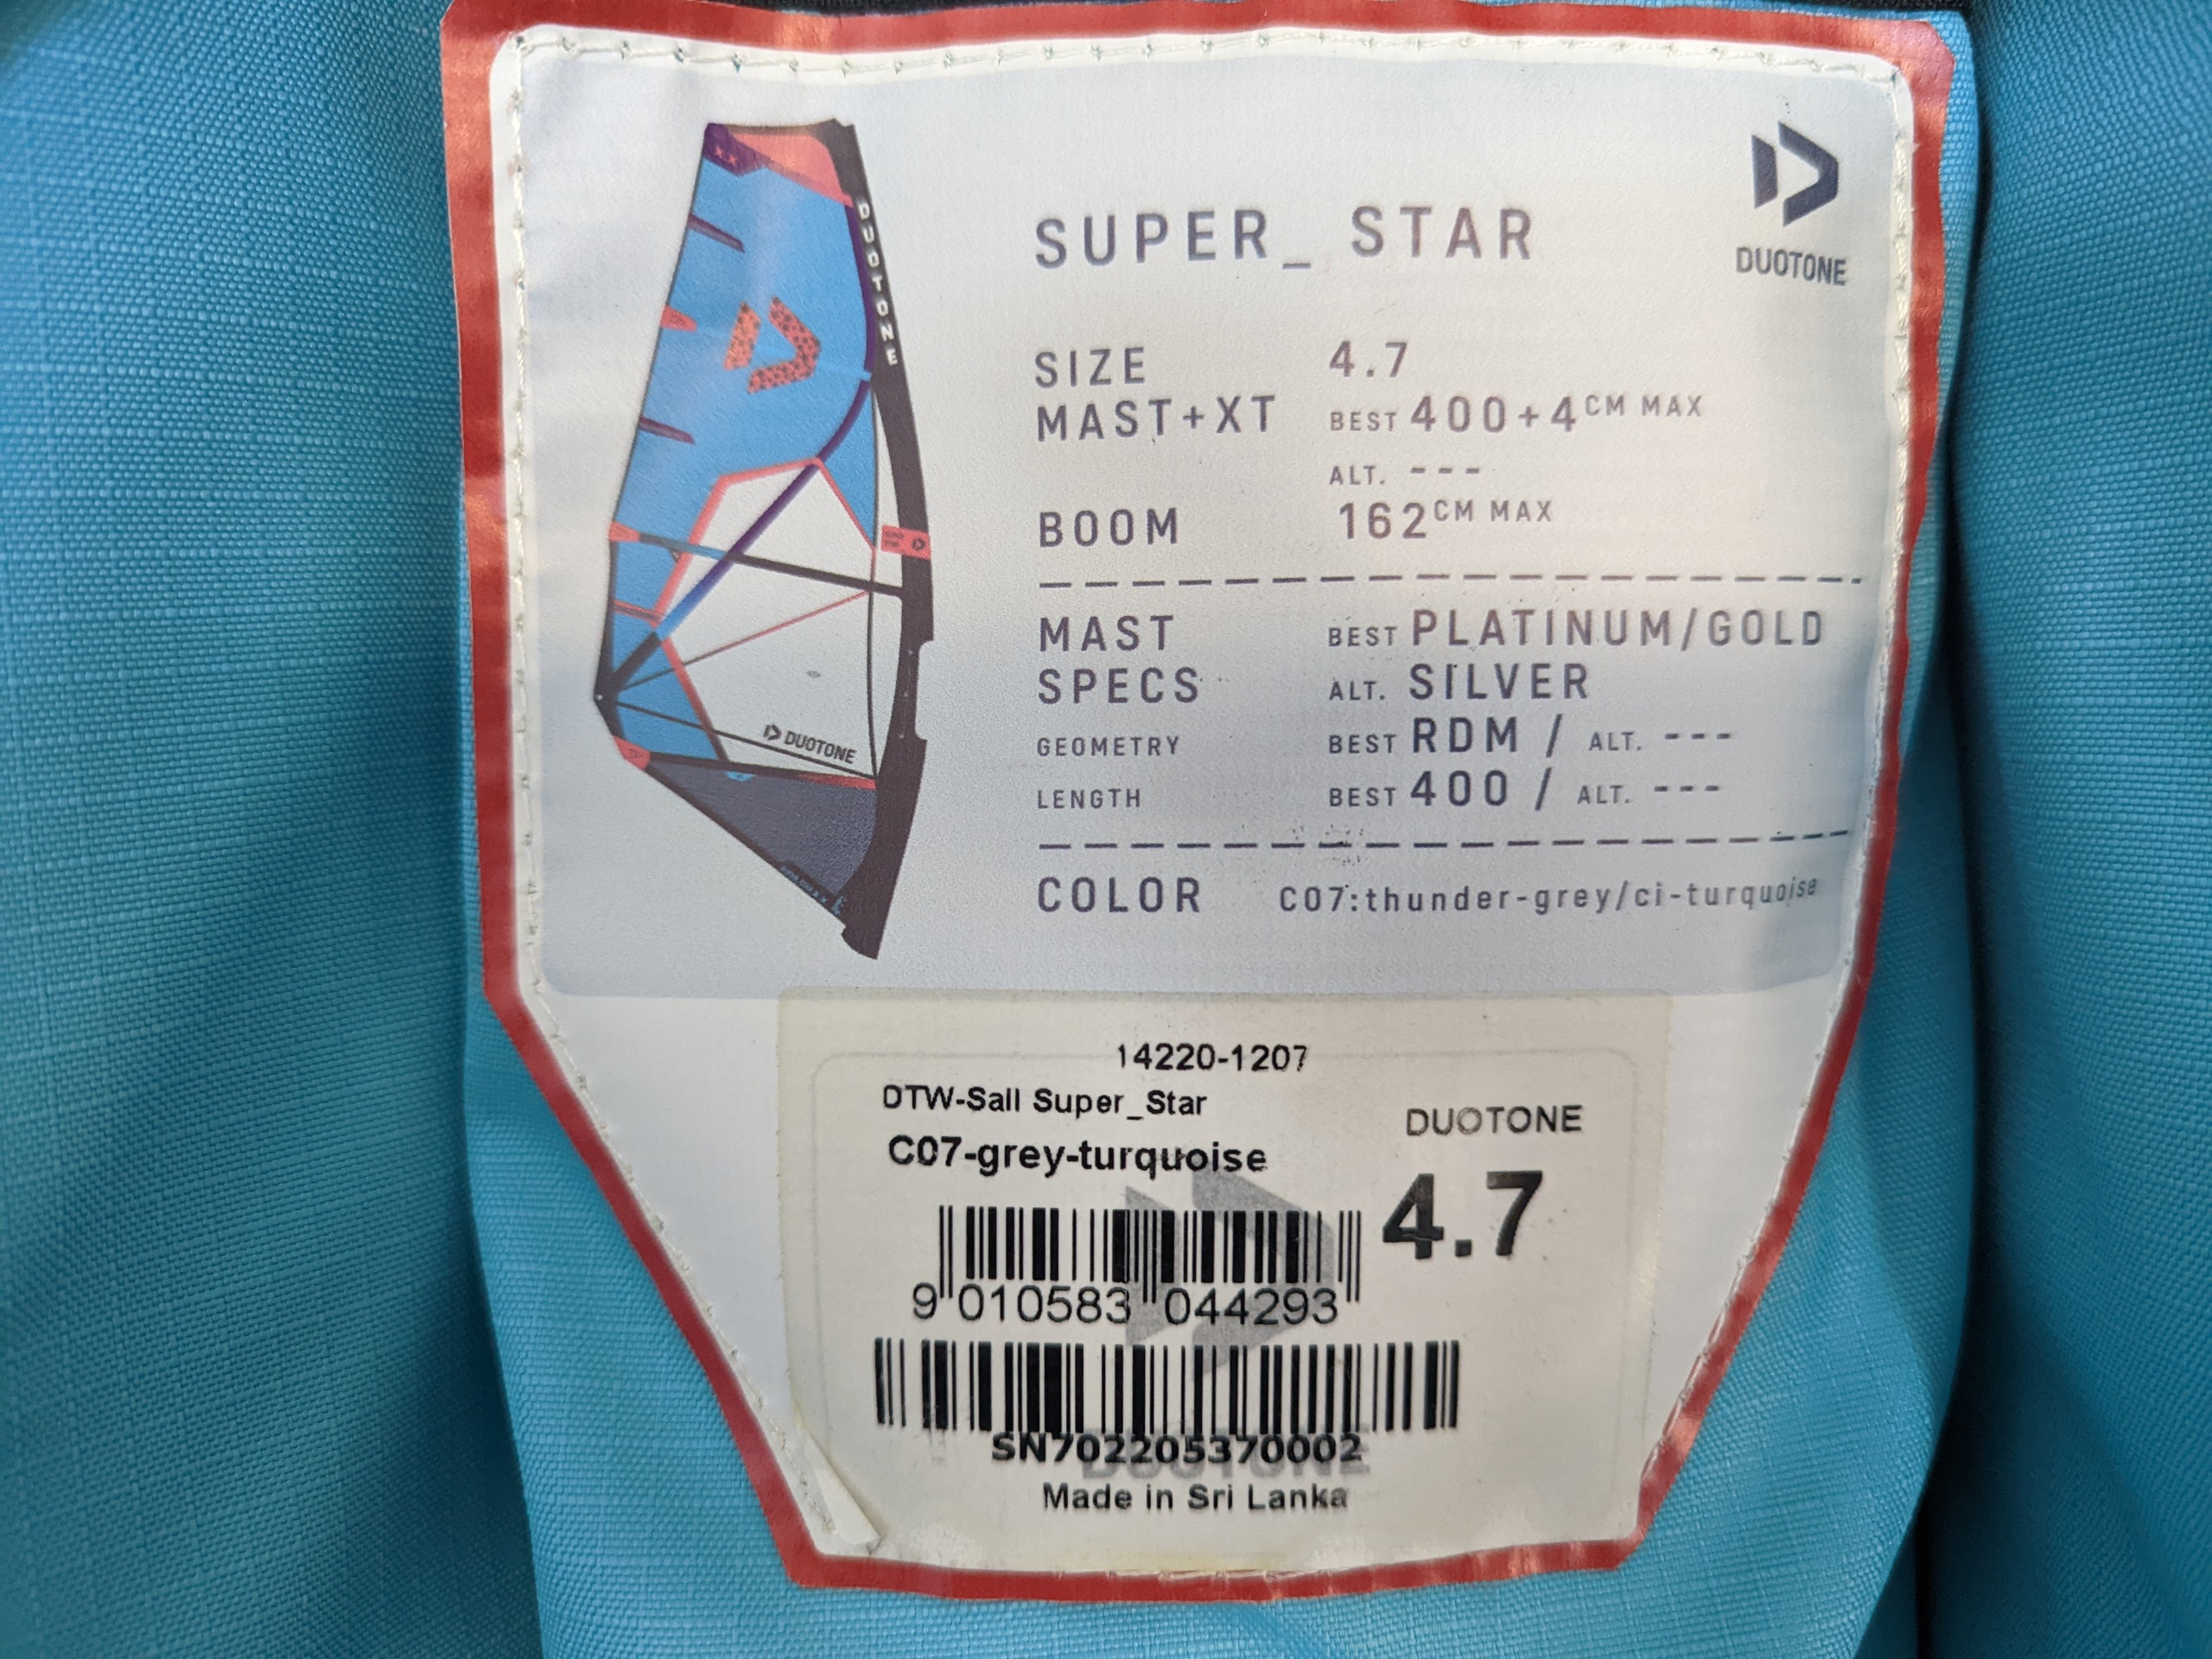 SUPER_ STAR
DUOTONE
DUOTONE
SIZE 4.7
MAST+XT BEST 400+4CM MAX
ALT. ---
BOOM 162CM MAX
MAST BEST PLATINUM/GOLD
SPECS ALT. SILVER
GEOMETRY BEST RDM / ALT. ---
LENGTH BEST 400 / ALT. ---
DUOTONE
COLOR C07:thunder-grey/ci-turquoise
14220-1207
DTW-Sail Super_Star
DUOTONE
C07-grey-turquoise
4.7
9 010583 044293
SN702205370002
DUOTONE
Made in Sri Lanka